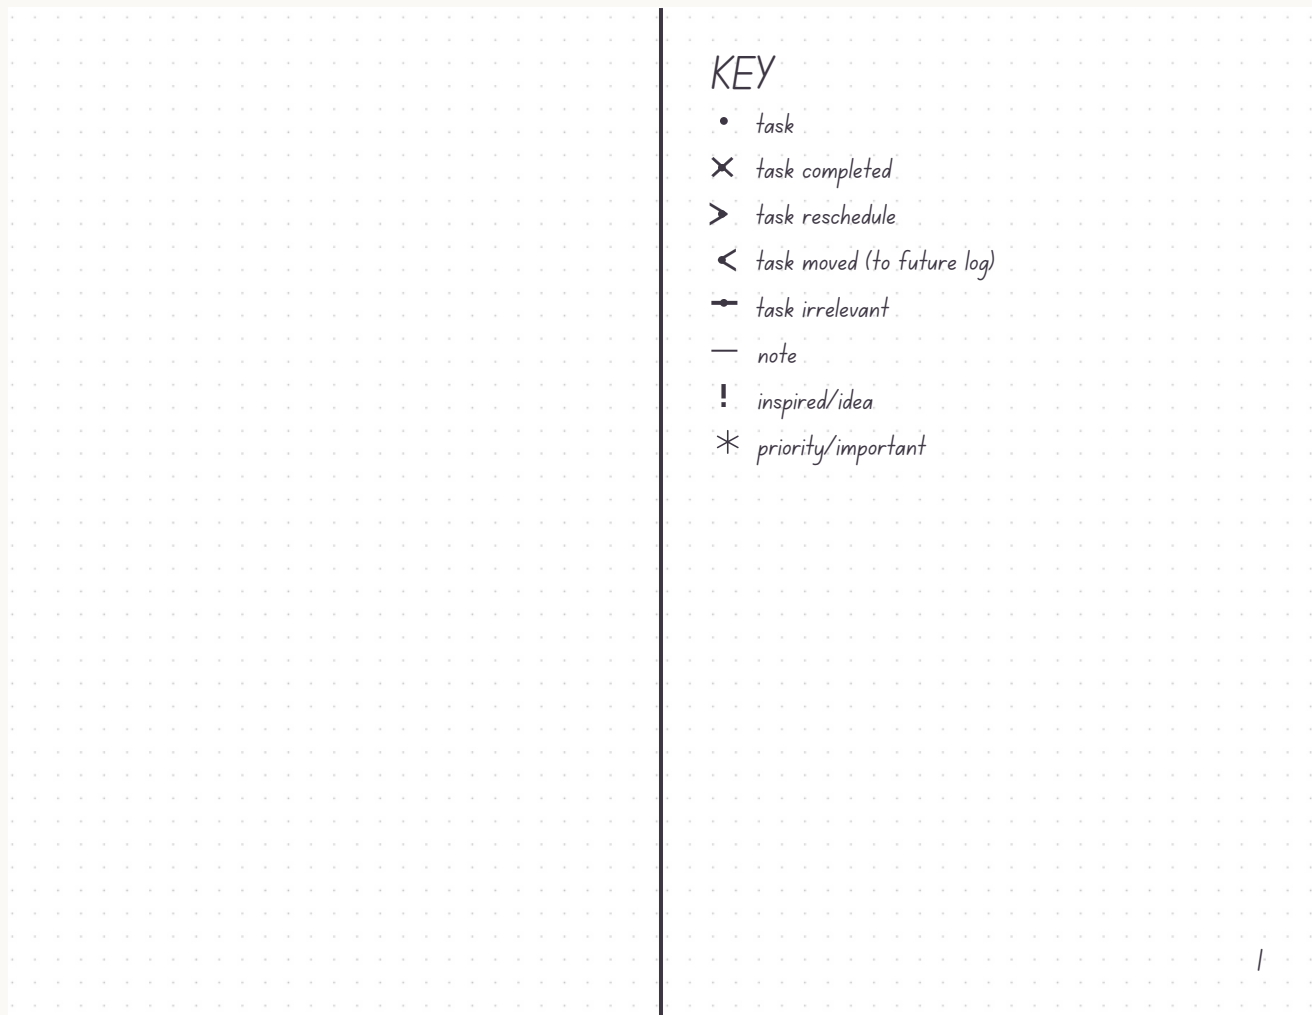 KEY
• task
× task completed
> task reschedule
< task moved (to future log)
— task irrelevant
— note
! inspired/idea
* priority/important
1